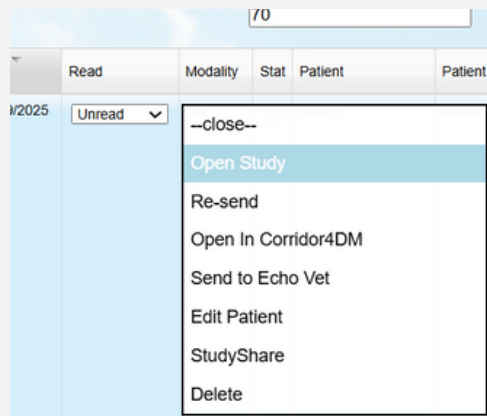 70
Read Modality Stat Patient Patient
9/2025 Unread
--close--
Open Study
Re-send
Open In Corridor4DM
Send to Echo Vet
Edit Patient
StudyShare
Delete